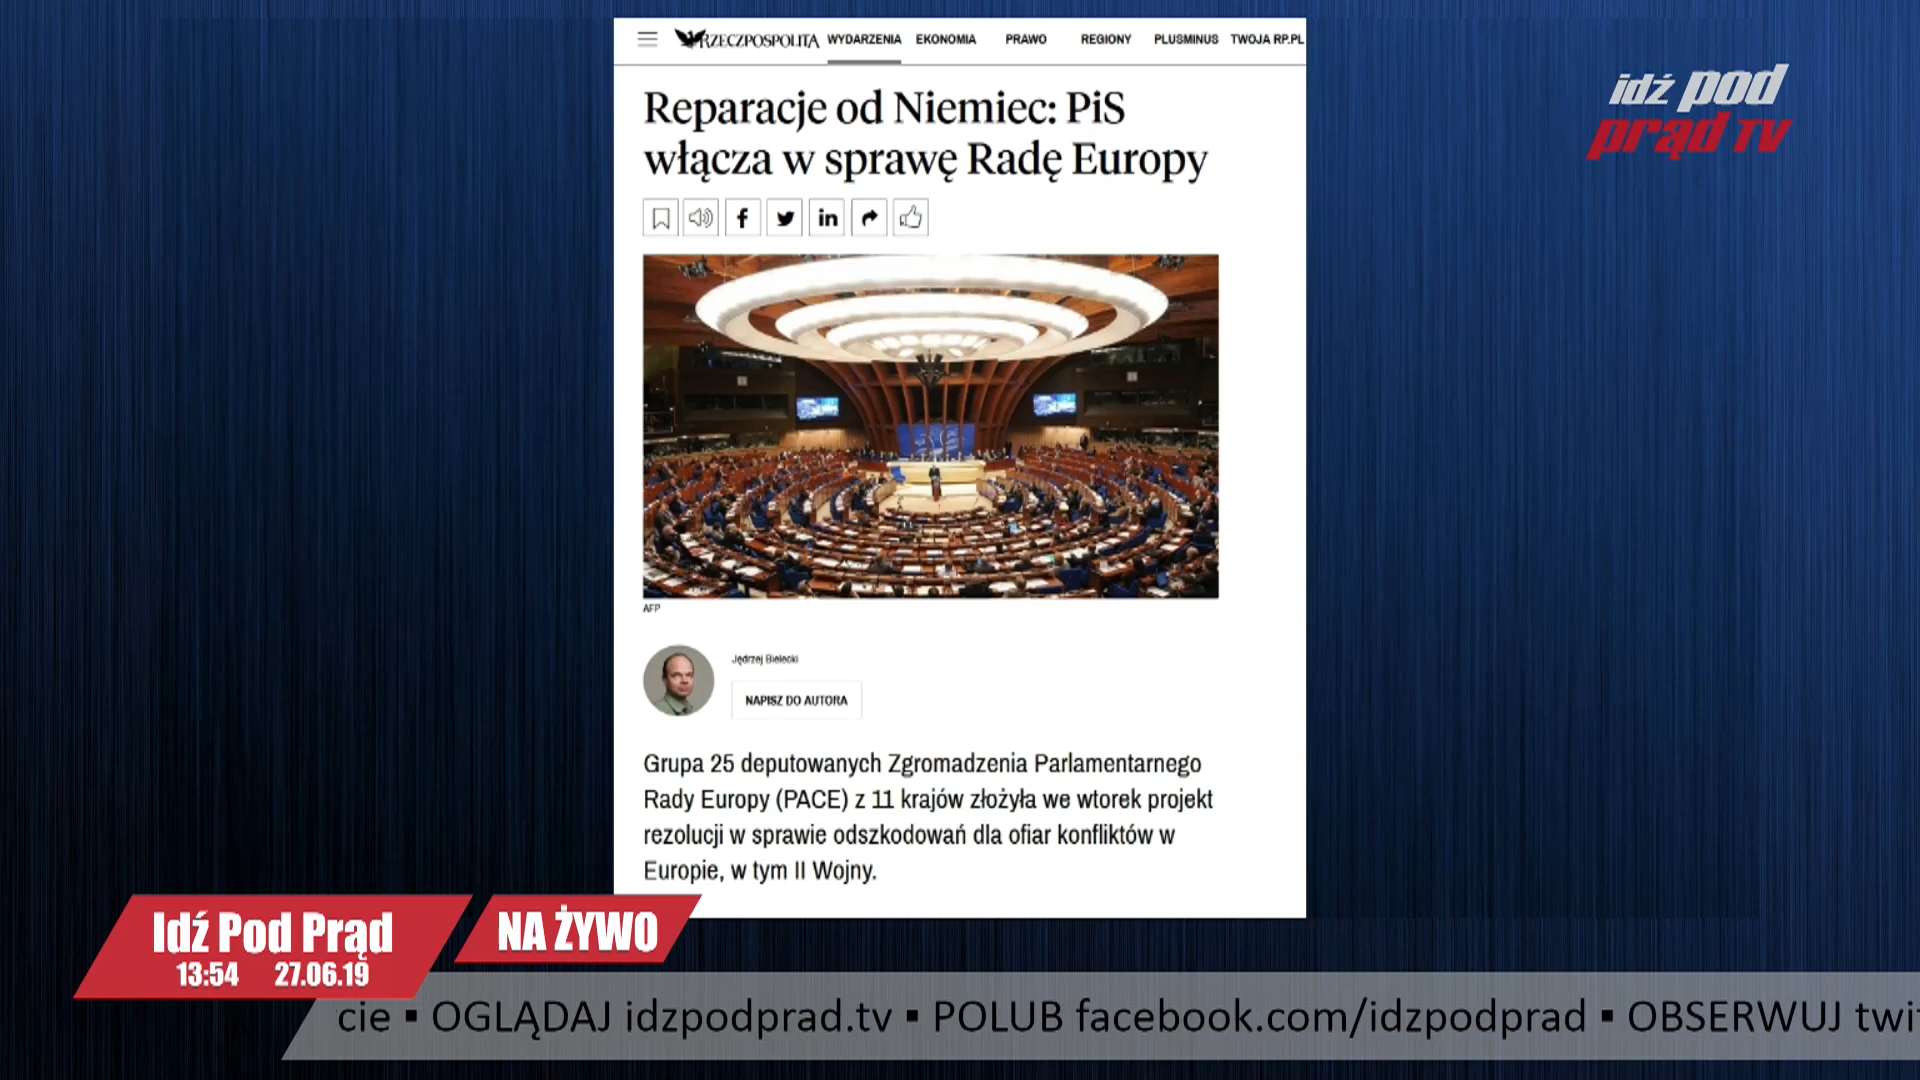 RZECZPOSPOLITA WYDARZENIA EKONOMIA PRAWO REGIONY PLUSMINUS TWOJA RP.PL
idź pod
prąd TV
Reparacje od Niemiec: PiS
włącza w sprawę Radę Europy
AFP
Jędrzej Bielecki
NAPISZ DO AUTORA
Grupa 25 deputowanych Zgromadzenia Parlamentarnego
Rady Europy (PACE) z 11 krajów złożyła we wtorek projekt
rezolucji w sprawie odszkodowań dla ofiar konfliktów w
Europie, w tym II Wojny.
Idź Pod Prąd
NA ŻYWO
13:54 27.06.19
cie ▪ OGLĄDAJ idzpodprad.tv ▪ POLUB facebook.com/idzpodprad ▪ OBSERWUJ twi